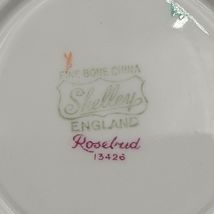 FINE BONE CHINA
Shelley
ENGLAND
Rosebud
13426